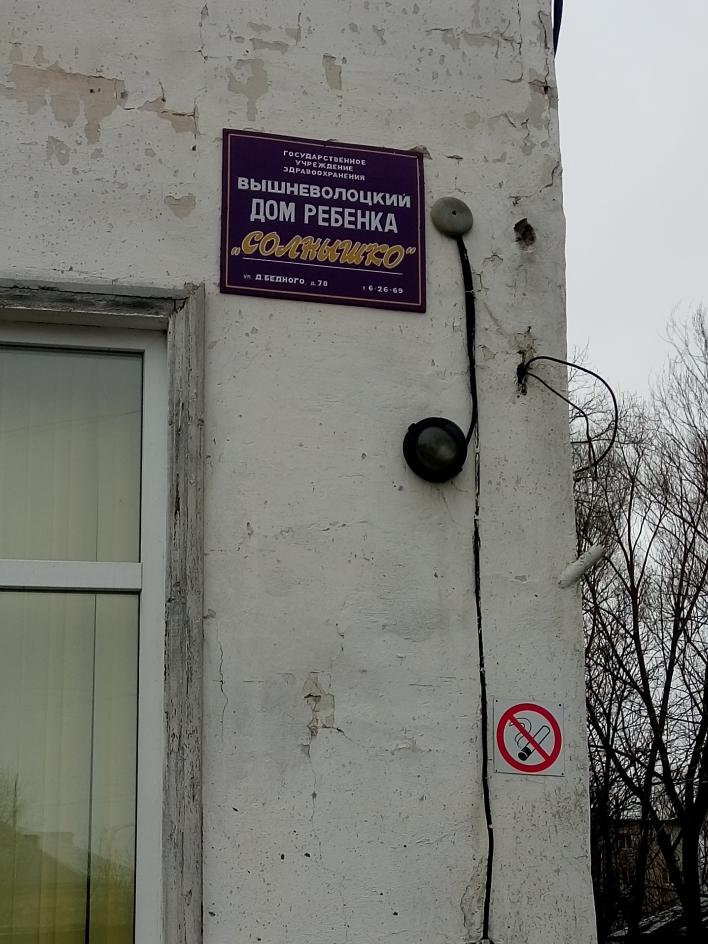 ГОСУДАРСТВЕННОЕ
УЧРЕЖДЕНИЕ
ЗДРАВООХРАНЕНИЯ
ВЫШНЕВОЛОЦКИЙ
ДОМ РЕБЕНКА
„СОЛНЫШКО"
ул. Д.БЕДНОГО, д. 78 т. 6-26-69